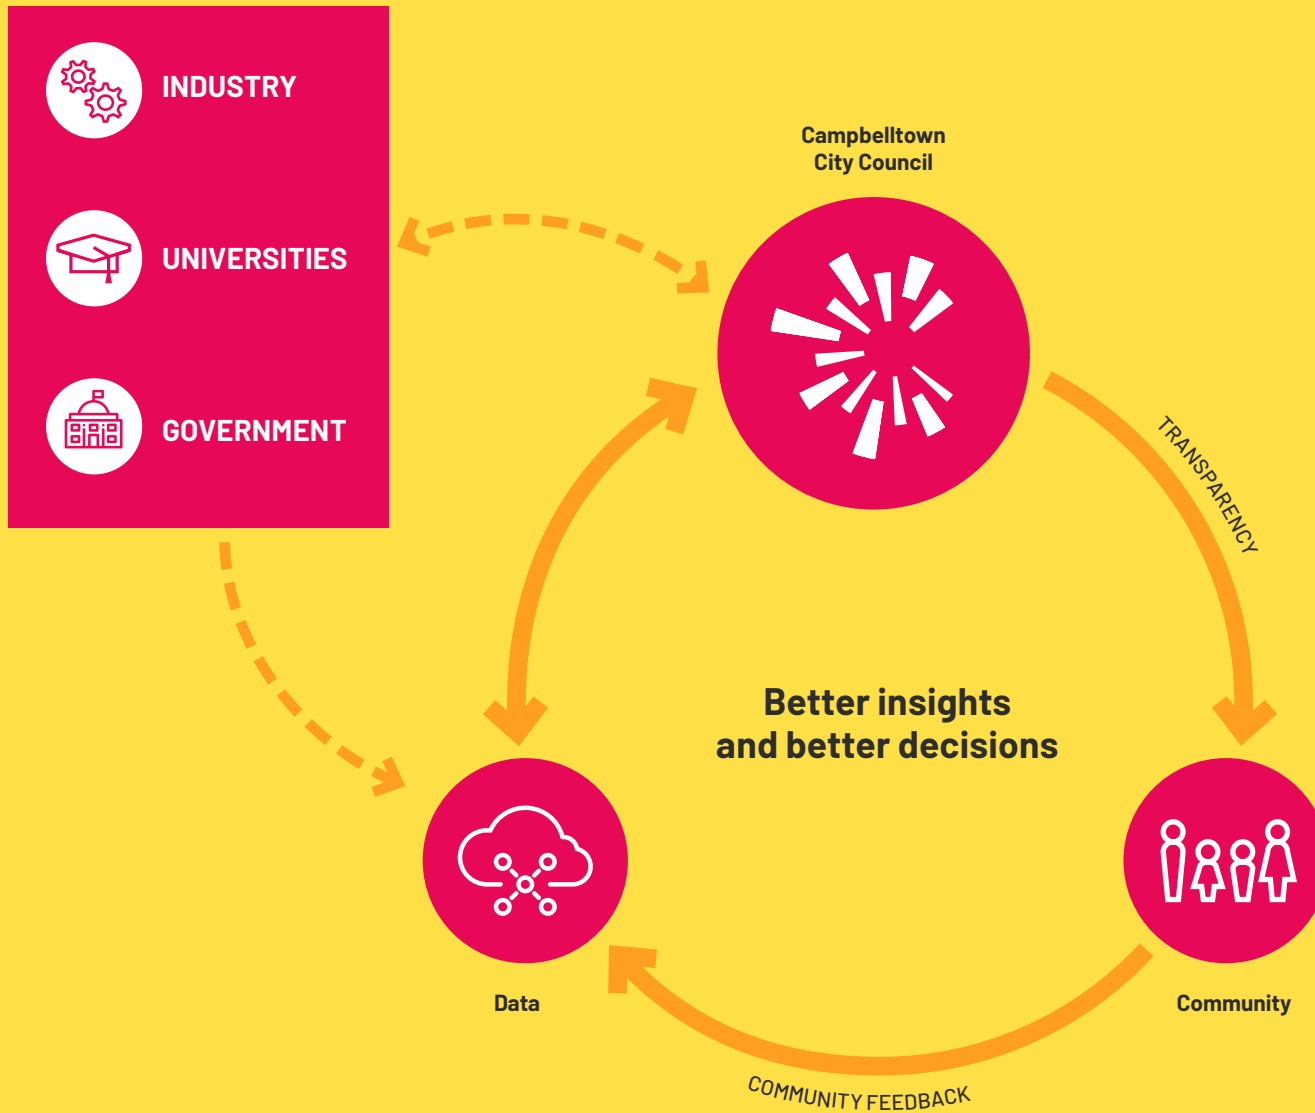 INDUSTRY
UNIVERSITIES
GOVERNMENT
Campbelltown
City Council
TRANSPARENCY
Better insights
and better decisions
Data
Community
COMMUNITY FEEDBACK